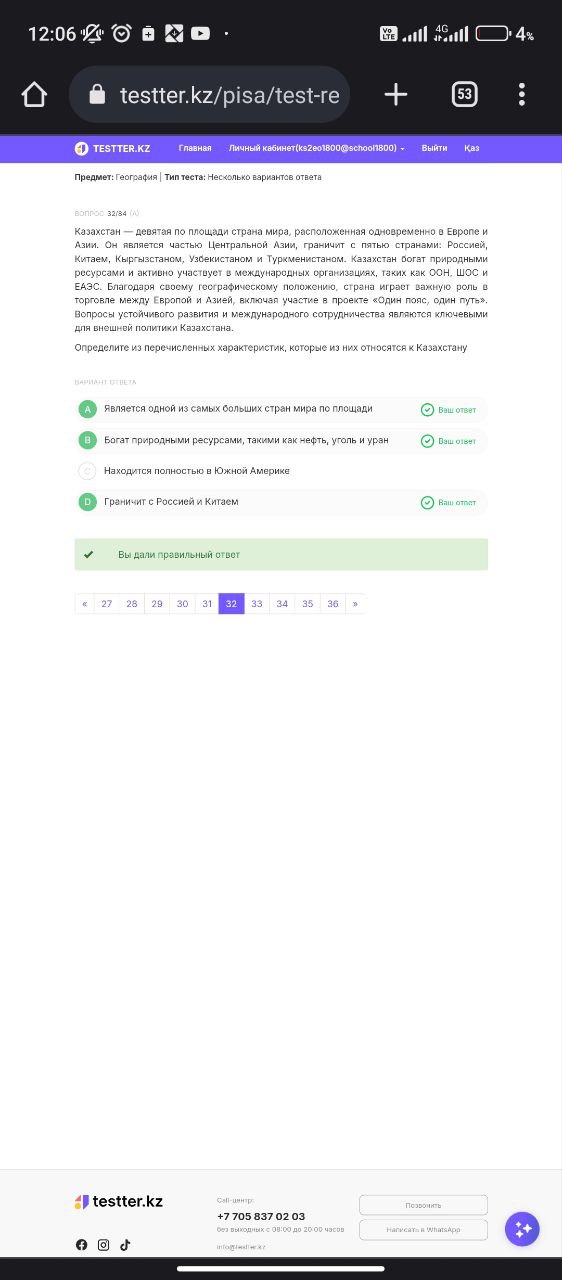 12:06
Vo LTE
4G
4%
testter.kz/pisa/test-re
53
TESTTER.KZ Главная Личный кабинет(ks2eo1800@school1800) Выйти Қаз
Предмет: География | Тип теста: Несколько вариантов ответа
ВОПРОС 32/84 (A)
Казахстан — девятая по площади страна мира, расположенная одновременно в Европе и
Азии. Он является частью Центральной Азии, граничит с пятью странами: Россией,
Китаем, Кыргызстаном, Узбекистаном и Туркменистаном. Казахстан богат природными
ресурсами и активно участвует в международных организациях, таких как ООН, ШОС и
ЕАЭС. Благодаря своему географическому положению, страна играет важную роль в
торговле между Европой и Азией, включая участие в проекте «Один пояс, один путь».
Вопросы устойчивого развития и международного сотрудничества являются ключевыми
для внешней политики Казахстана.
Определите из перечисленных характеристик, которые из них относятся к Казахстану
ВАРИАНТ ОТВЕТА
A Является одной из самых больших стран мира по площади Ваш ответ
B Богат природными ресурсами, такими как нефть, уголь и уран Ваш ответ
C Находится полностью в Южной Америке
D Граничит с Россией и Китаем Ваш ответ
Вы дали правильный ответ
« 27 28 29 30 31 32 33 34 35 36 »
testter.kz
Call-центр:
+7 705 837 02 03
без выходных с 08:00 до 20:00 часов
info@testter.kz
Позвонить
Написать в WhatsApp